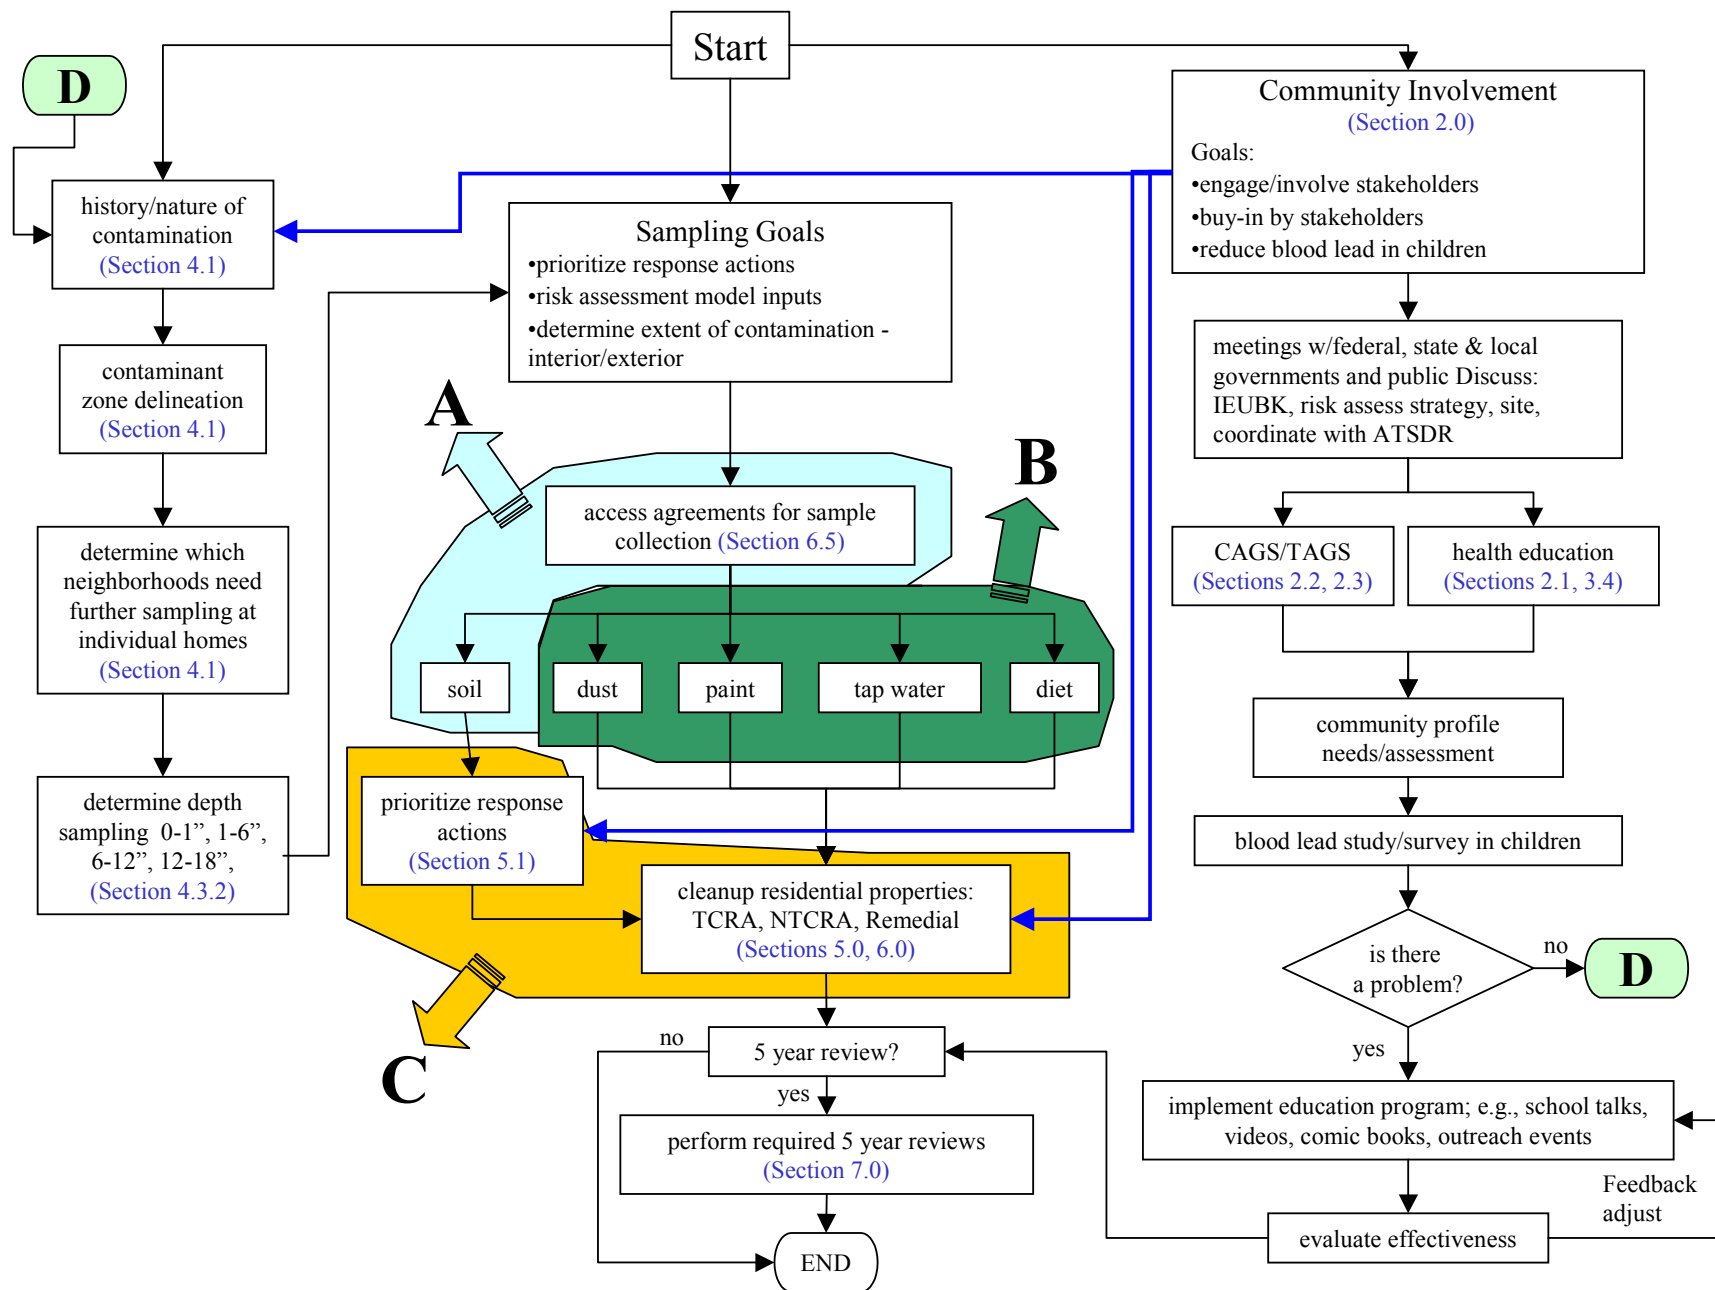 Start
D
Community Involvement
(Section 2.0)
Goals:
•engage/involve stakeholders
•buy-in by stakeholders
•reduce blood lead in children
history/nature of
contamination
(Section 4.1)
Sampling Goals
•prioritize response actions
•risk assessment model inputs
•determine extent of contamination -
interior/exterior
contaminant
zone delineation
(Section 4.1)
meetings w/federal, state & local
governments and public Discuss:
IEUBK, risk assess strategy, site,
coordinate with ATSDR
A
B
access agreements for sample
collection (Section 6.5)
CAGS/TAGS
(Sections 2.2, 2.3)
health education
(Sections 2.1, 3.4)
determine which
neighborhoods need
further sampling at
individual homes
(Section 4.1)
soil
dust
paint
tap water
diet
community profile
needs/assessment
determine depth
sampling  0-1”, 1-6”,
6-12”, 12-18”,
(Section 4.3.2)
prioritize response
actions
(Section 5.1)
blood lead study/survey in children
cleanup residential properties:
TCRA, NTCRA, Remedial
(Sections 5.0, 6.0)
is there
a problem?
no
D
yes
C
no
5 year review?
yes
implement education program; e.g., school talks,
videos, comic books, outreach events
perform required 5 year reviews
(Section 7.0)
Feedback
adjust
evaluate effectiveness
END